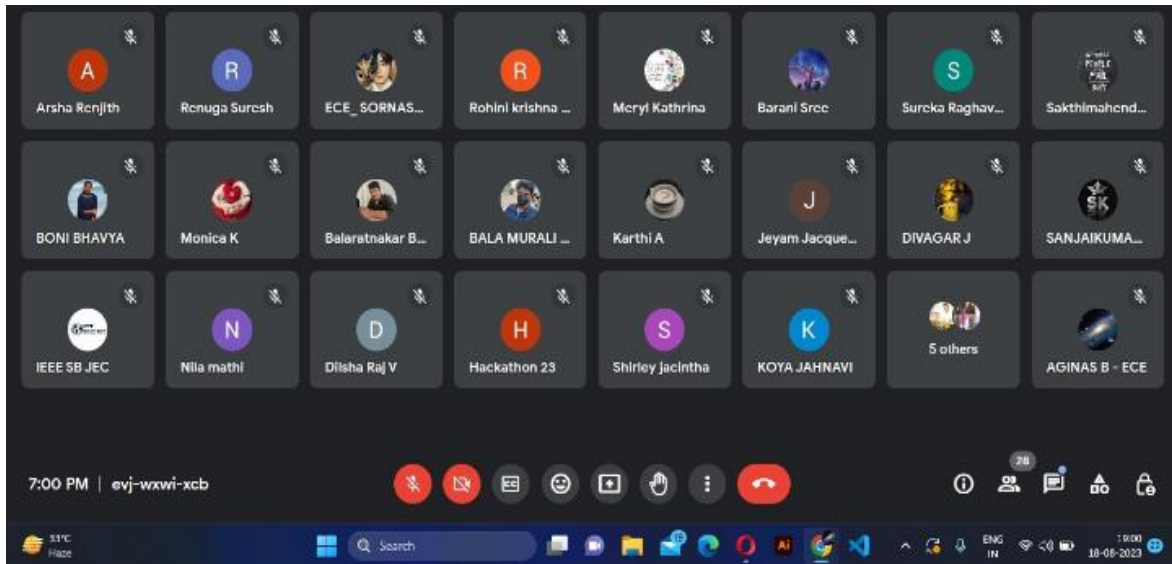 A R R S
Arsha Renjith Renuga Suresh ECE_SORNAS... Rohini krishna ... Meryl Kathrina Barani Sree Sureka Raghav... Sakthimahend...
J SK
BONI BHAVYA Monica K Balaratnakar B... BALA MURALI ... Karthi A Jeyam Jacque... DIVAGAR J SANJAIKUMA...
N D H S K 5 others
IEEE SB JEC Nila mathi Dilsha Raj V Hackathon 23 Shirley jacintha KOYA JAHNAVI AGINAS B - ECE
28
7:00 PM | evj-wxwi-xcb CC
33°C Search Ai ENG 19:00
Haze IN 18-08-2023